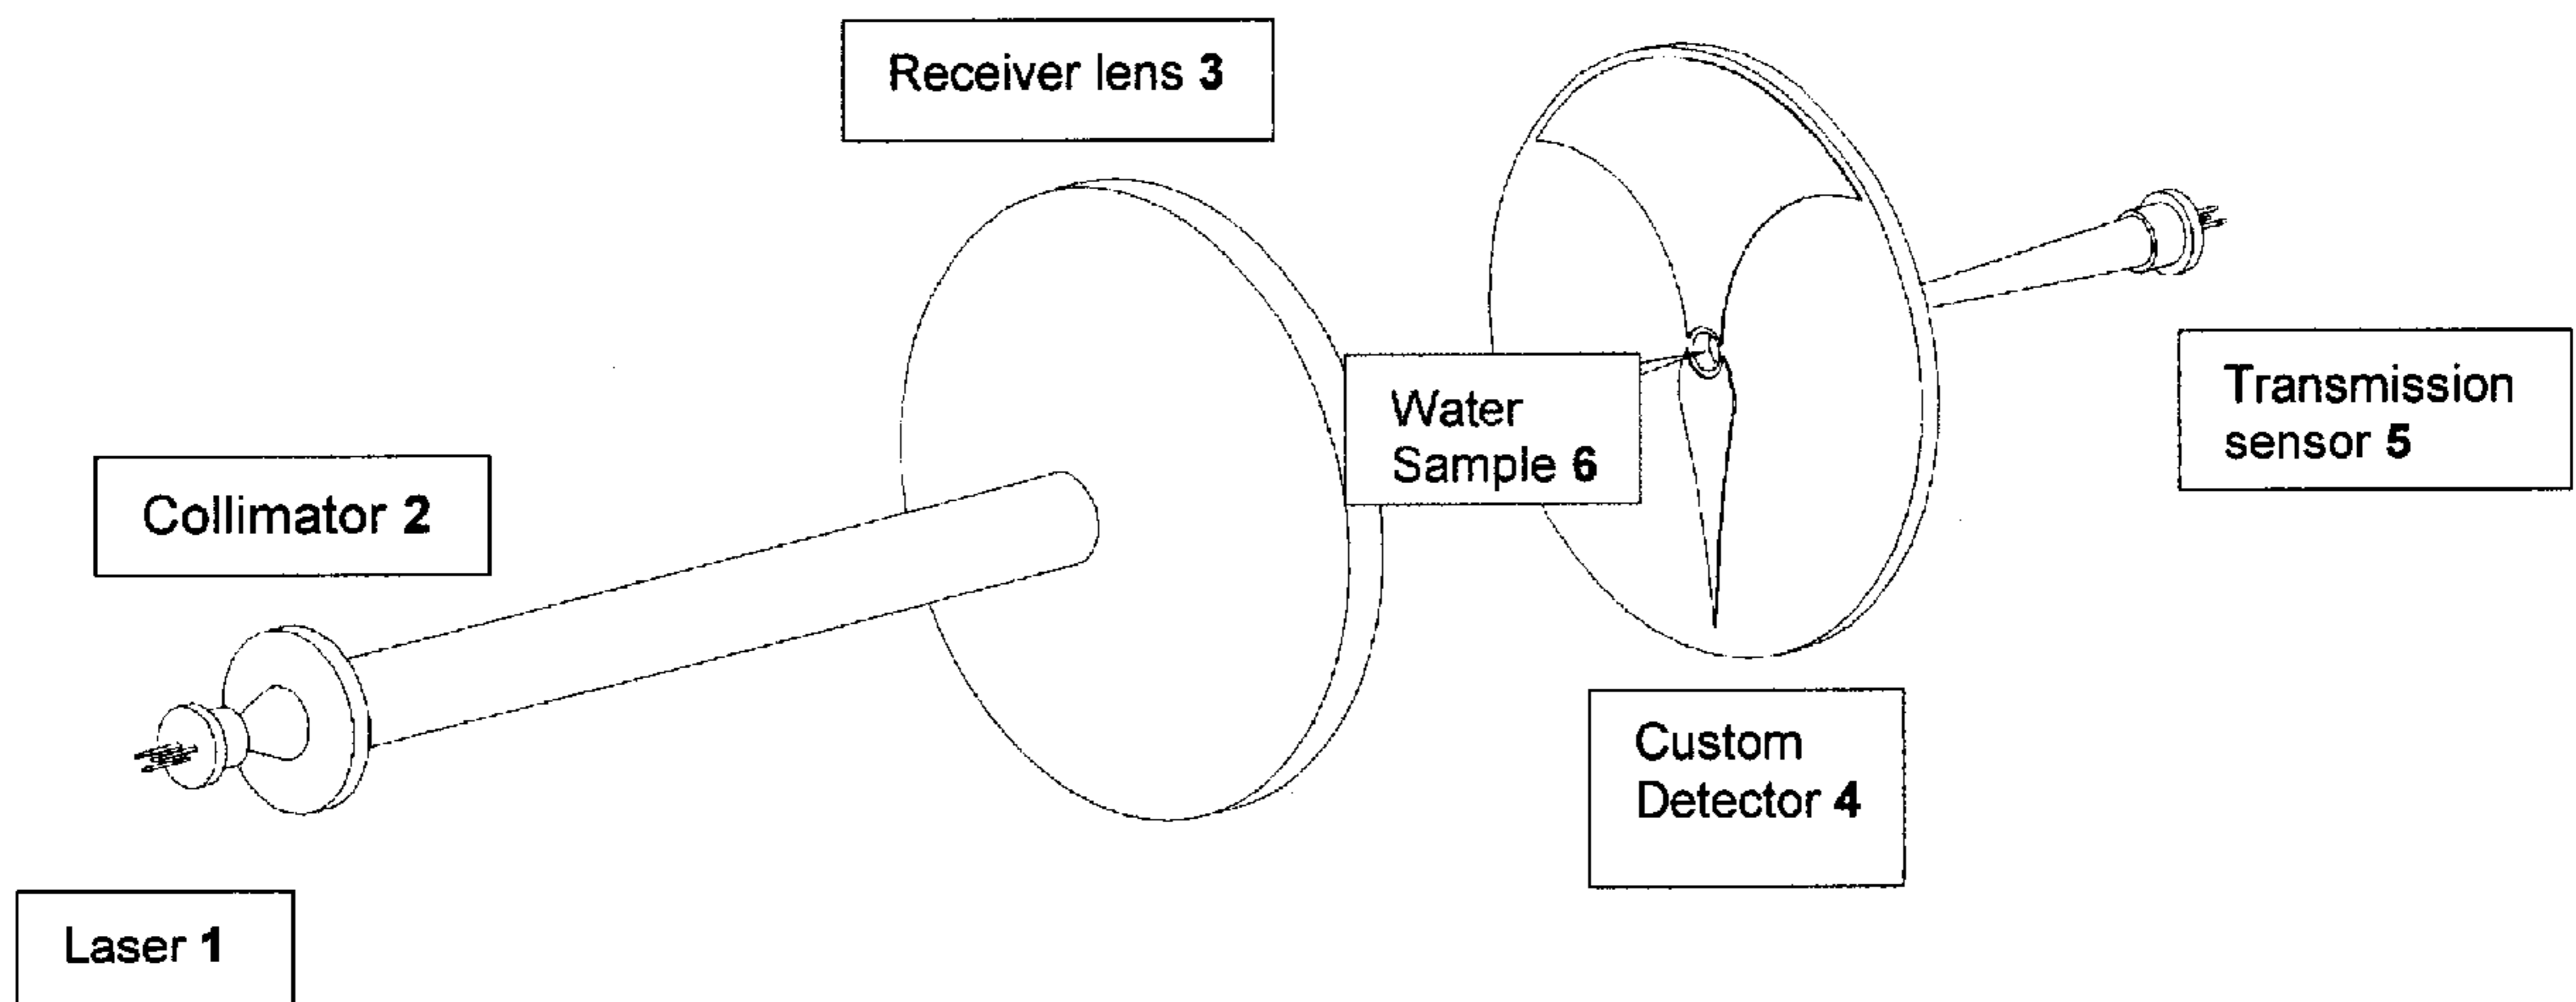 Receiver lens 3
Water
Sample 6
Transmission
sensor 5
Collimator 2
Custom
Detector 4
Laser 1